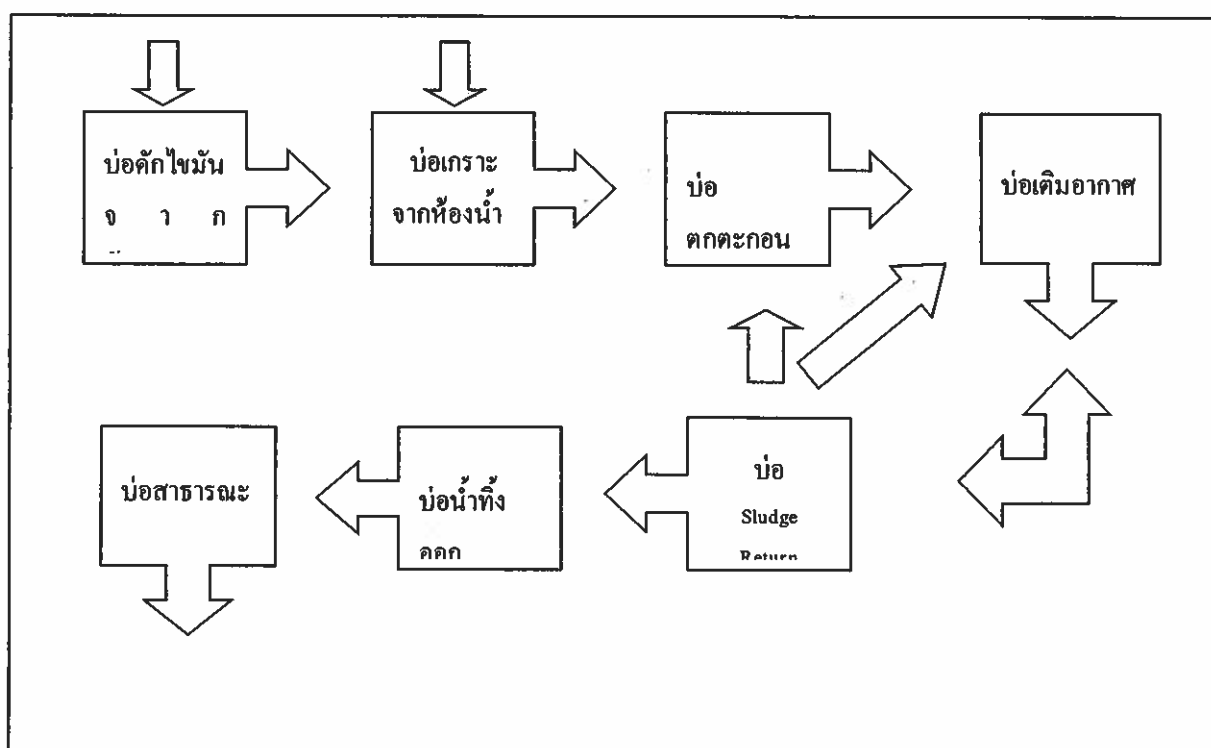 บ่อดักไขมัน
จ า ก
บ่อเกราะ
จากห้องน้ำ
บ่อ
ตกตะกอน
บ่อเติมอากาศ
บ่อสาธารณะ
บ่อน้ำทิ้ง
บ่อ
Sludge
Return